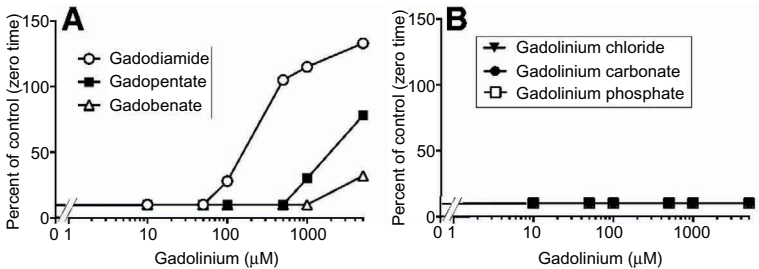 A
Percent of control (zero time)
150
100
50
0
Gadodiamide
Gadopentate
Gadobenate
0 1 10 100 1000
Gadolinium (µM)
B
Percent of control (zero time)
150
100
50
0
Gadolinium chloride
Gadolinium carbonate
Gadolinium phosphate
0 1 10 100 1000
Gadolinium (µM)